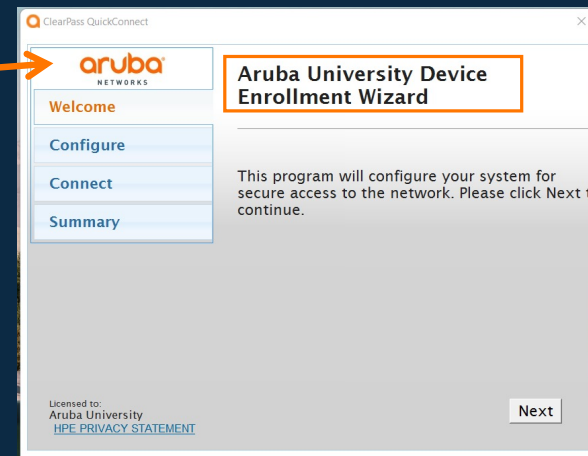 ClearPass QuickConnect
aruba
NETWORKS
Welcome
Configure
Connect
Summary
Aruba University Device
Enrollment Wizard
This program will configure your system for
secure access to the network. Please click Next t
continue.
Licensed to:
Aruba University
HPE PRIVACY STATEMENT
Next